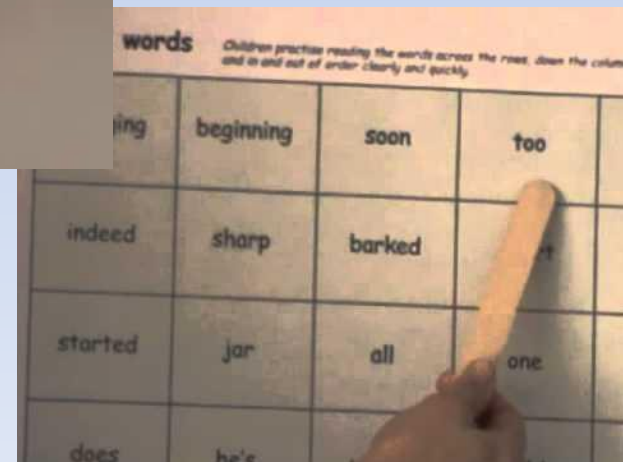 words
Children practise reading the words across the rows, down the
and in and out of order clearly and quickly.
beginning soon too
indeed sharp barked
started jar all one
does he's